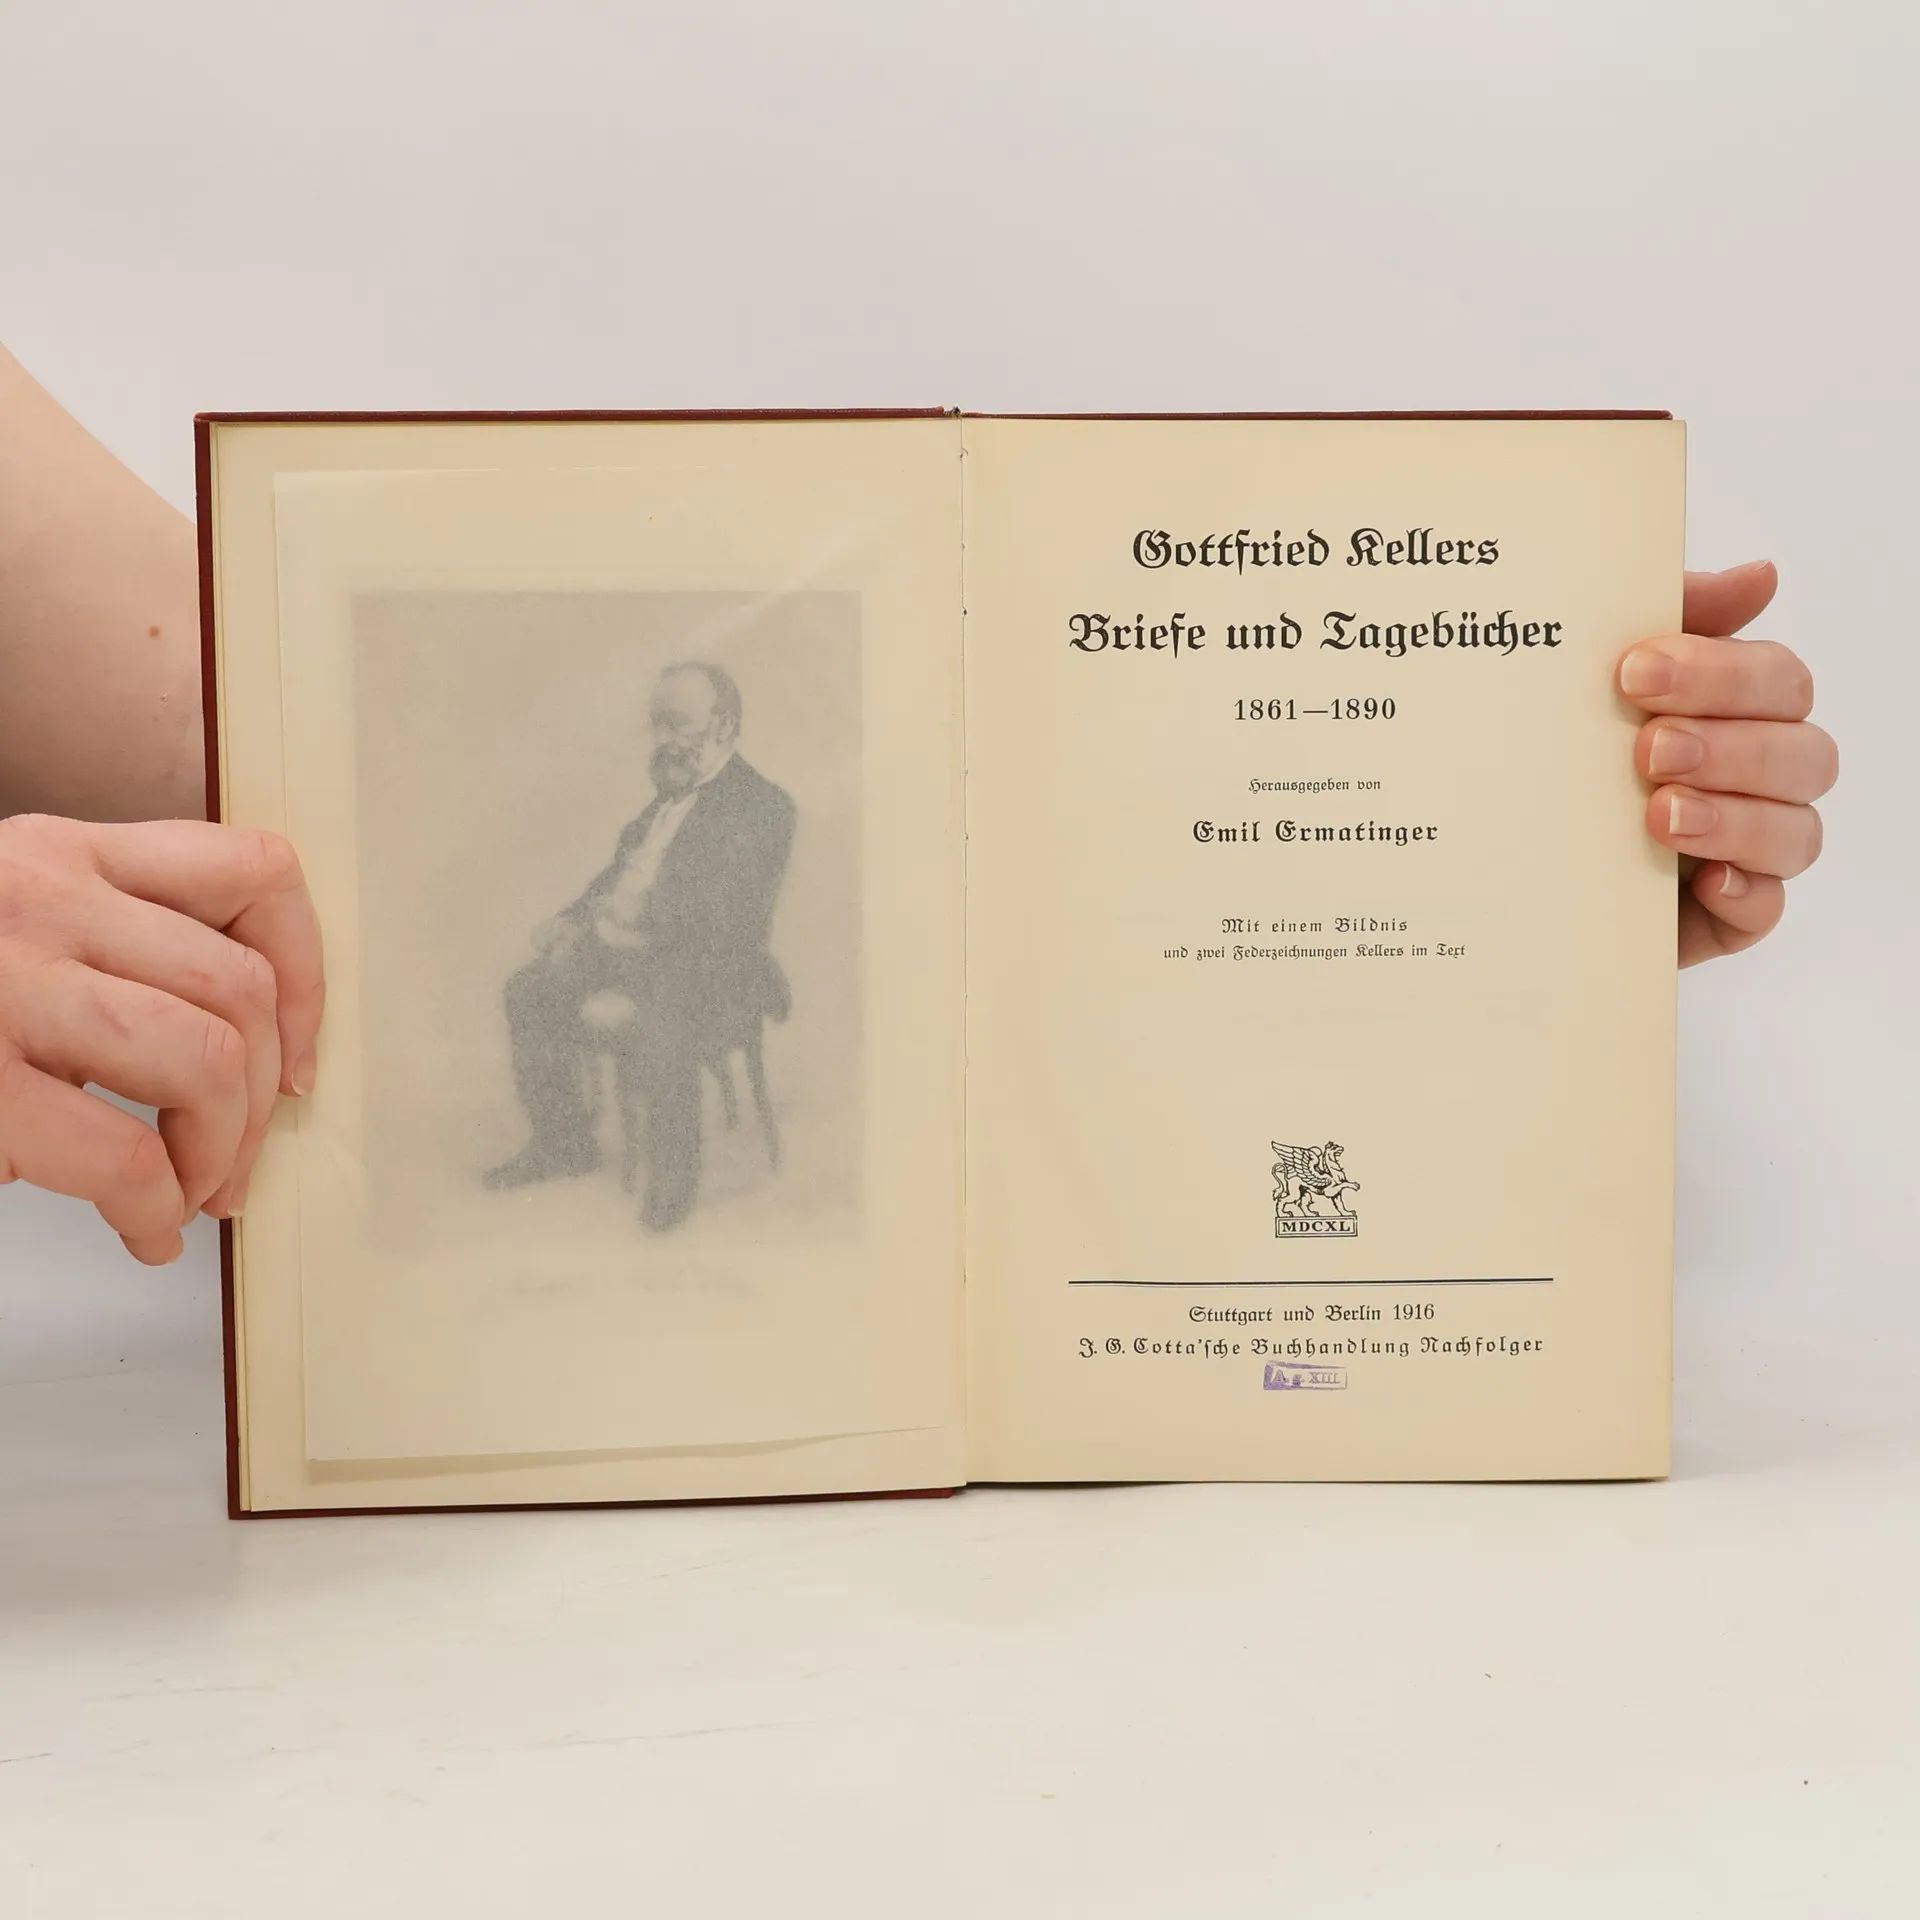 Gottfried Kellers
Briefe und Tagebücher
1861—1890
Herausgegeben von
Emil Ermatinger
Mit einem Bildnis
und zwei Federzeichnungen Kellers im Text
MDCXL
Stuttgart und Berlin 1916
J. G. Cotta'sche Buchhandlung Nachfolger
XIII